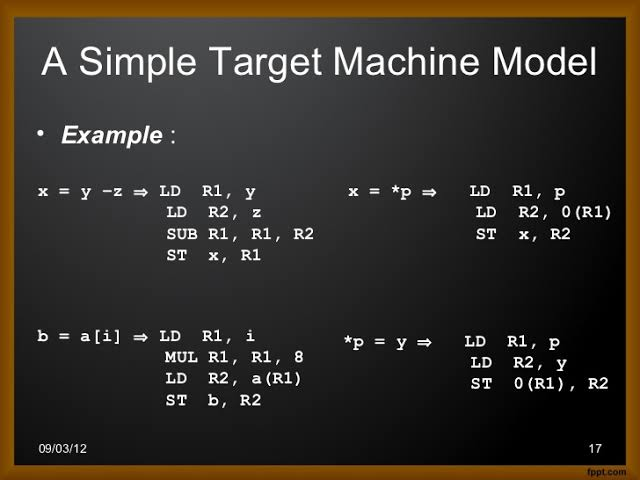 A Simple Target Machine Model
• Example :
x = y –z ⇒ LD R1, y
LD R2, z
SUB R1, R1, R2
ST x, R1
x = *p ⇒ LD R1, p
LD R2, 0(R1)
ST x, R2
b = a[i] ⇒ LD R1, i
MUL R1, R1, 8
LD R2, a(R1)
ST b, R2
*p = y ⇒ LD R1, p
LD R2, y
ST 0(R1), R2
09/03/12
17
fppt.com